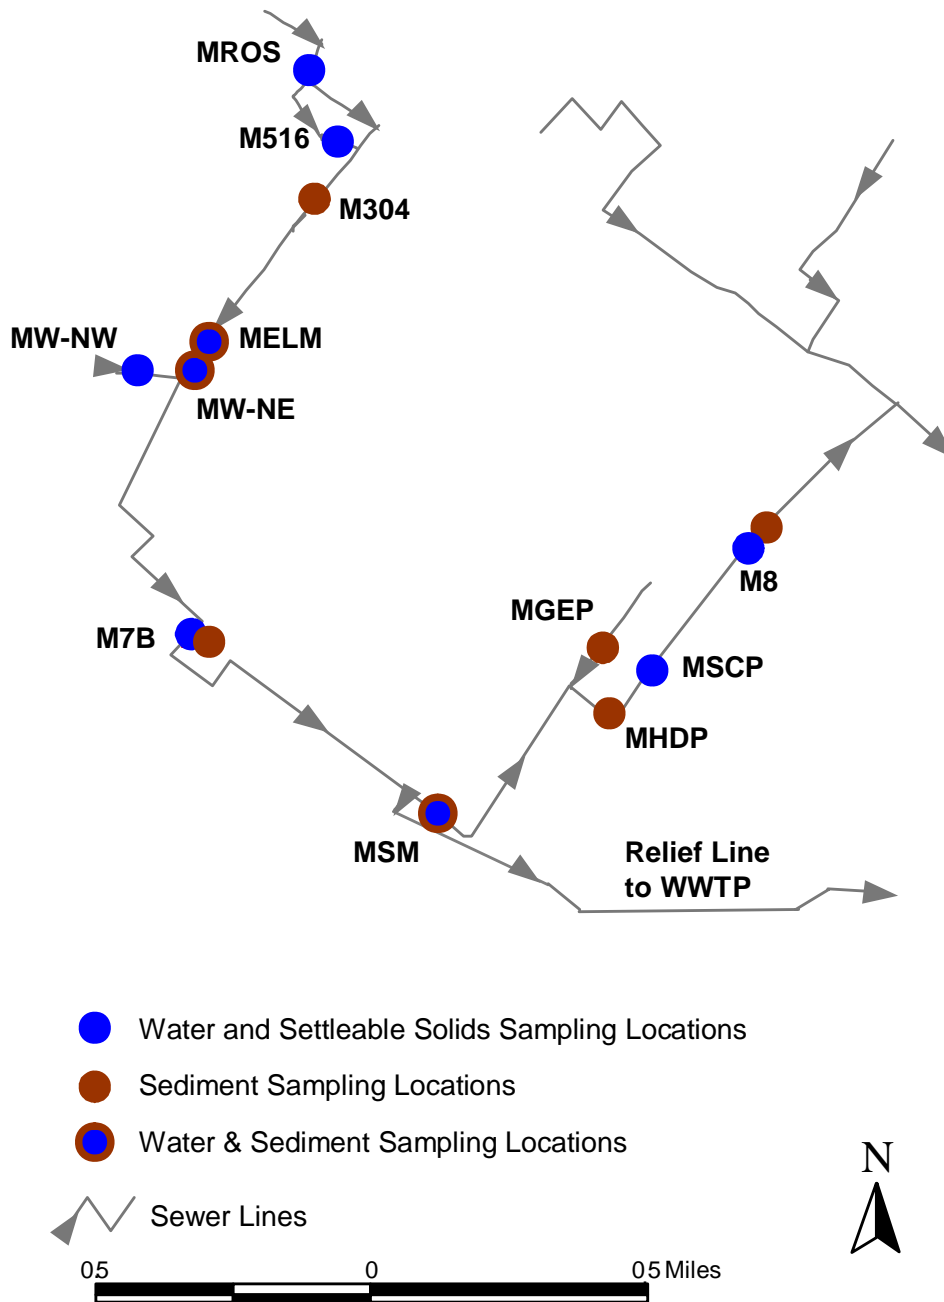 MROS
M516
M304
MW-NW
MELM
MW-NE
M8
MGEP
M7B
MSCP
MHDP
MSM
Relief Line
to WWTP
Water and Settleable Solids Sampling Locations
Sediment Sampling Locations
Water & Sediment Sampling Locations
N
Sewer Lines
05 0 05 Miles